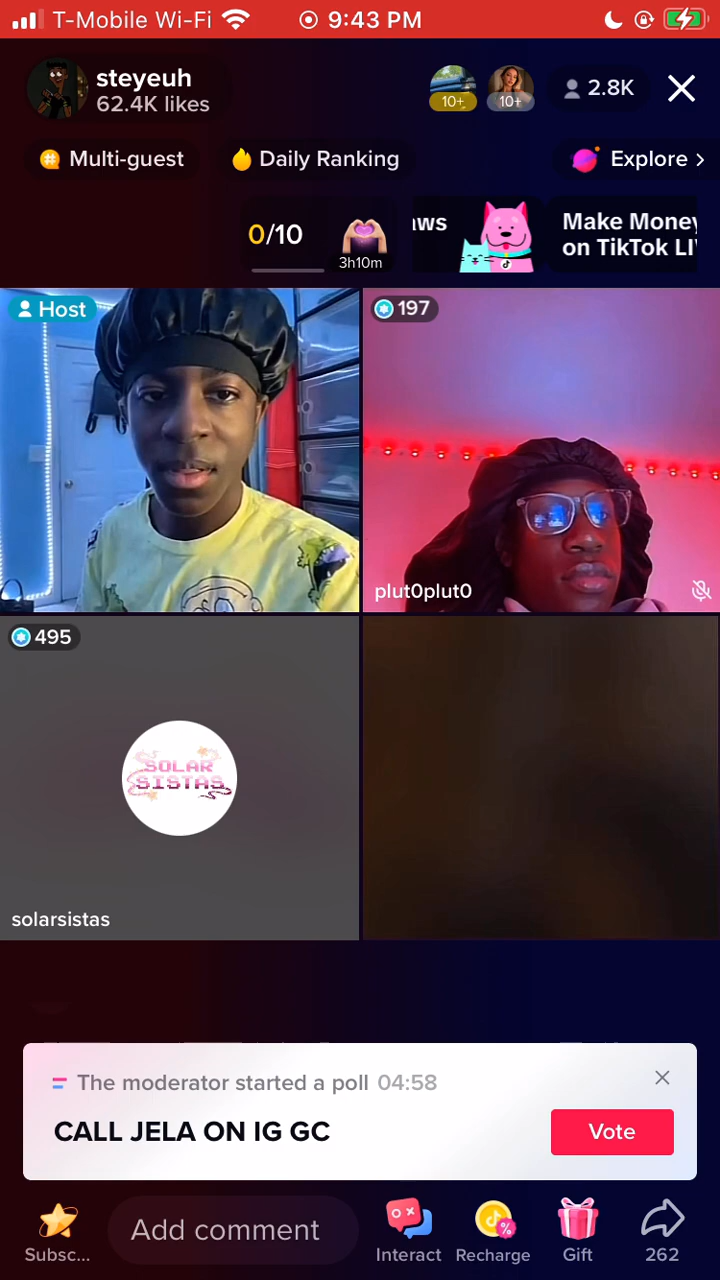 T-Mobile Wi-Fi 9:43 PM
steyeuh
62.4K likes
10+
10+
2.8K
Multi-guest
Daily Ranking
Explore
0/10
3h10m
aws
Make Money
on TikTok LI
Host
197
plut0plut0
495
SOLAR
SISTAS
solarsistas
The moderator started a poll 04:58
CALL JELA ON IG GC
Vote
Add comment
Subsc...
Interact
Recharge
Gift
262